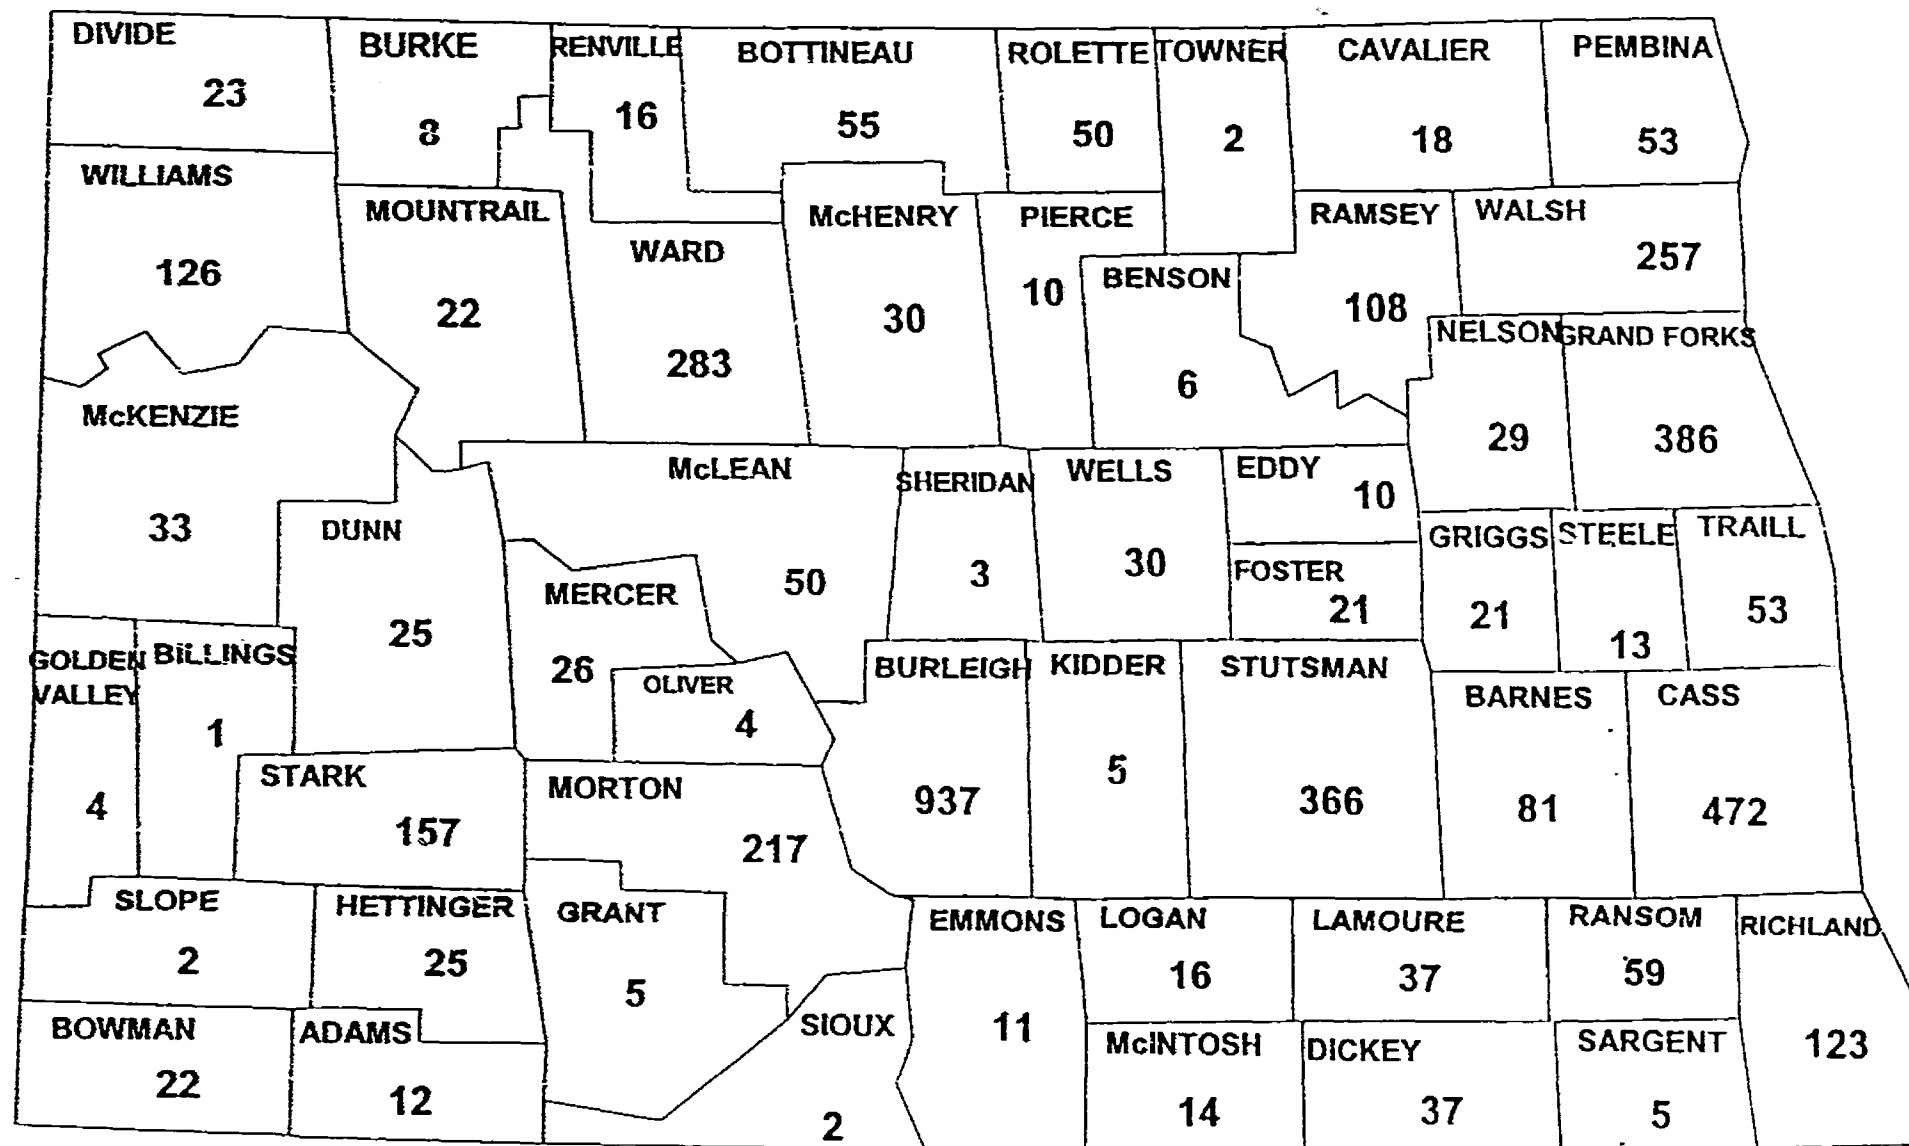 DIVIDE
23
BURKE
8
RENVILLE
16
BOTTINEAU
55
ROLETTE
50
TOWNER
2
CAVALIER
18
PEMBINA
53
WILLIAMS
126
MOUNTRAIL
22
WARD
283
McHENRY
30
PIERCE
10
BENSON
6
RAMSEY
108
WALSH
257
NELSON
29
GRAND FORKS
386
McKENZIE
33
DUNN
25
McLEAN
50
MERCER
26
OLIVER
4
SHERIDAN
3
WELLS
30
EDDY
10
FOSTER
21
GRIGGS
21
STEELE
13
TRAILL
53
GOLDEN
VALLEY
4
BILLINGS
1
STARK
157
MORTON
217
BURLEIGH
937
KIDDER
5
STUTSMAN
366
BARNES
81
CASS
472
SLOPE
2
HETTINGER
25
GRANT
5
SIOUX
2
EMMONS
11
LOGAN
16
LAMOURE
37
RANSOM
59
RICHLAND
123
BOWMAN
22
ADAMS
12
McINTOSH
14
DICKEY
37
SARGENT
5